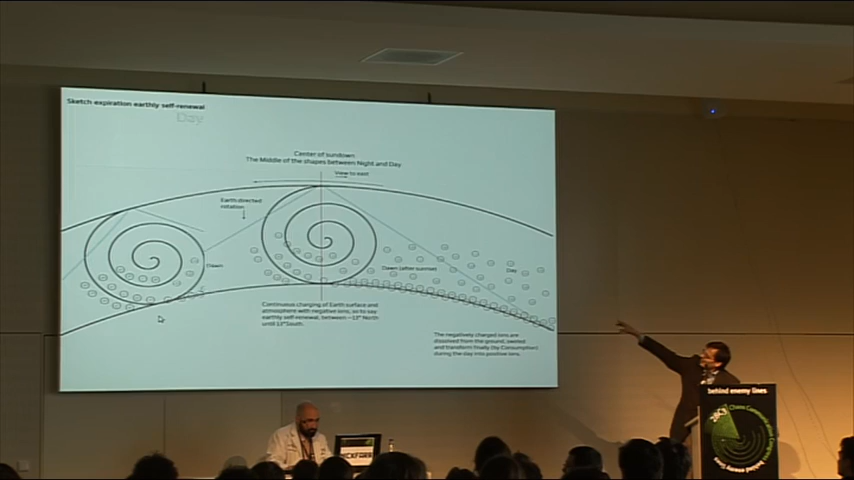 Sketch expiration earthly self-renewal
Day
Center of sundown
The Middle of the shapes between Night and Day
View to east
Earth directed
rotation
Dawn
Dawn (after sunrise)
Day
Continuous charging of Earth surface and
atmosphere with negative ions, so to say
earthly self-renewal, between ~13° North
until 12°South.
The negatively charged ions are
dissolved from the ground, swirled
and transform finally (by Consumption)
during the day into positive ions.
behind enemy lines